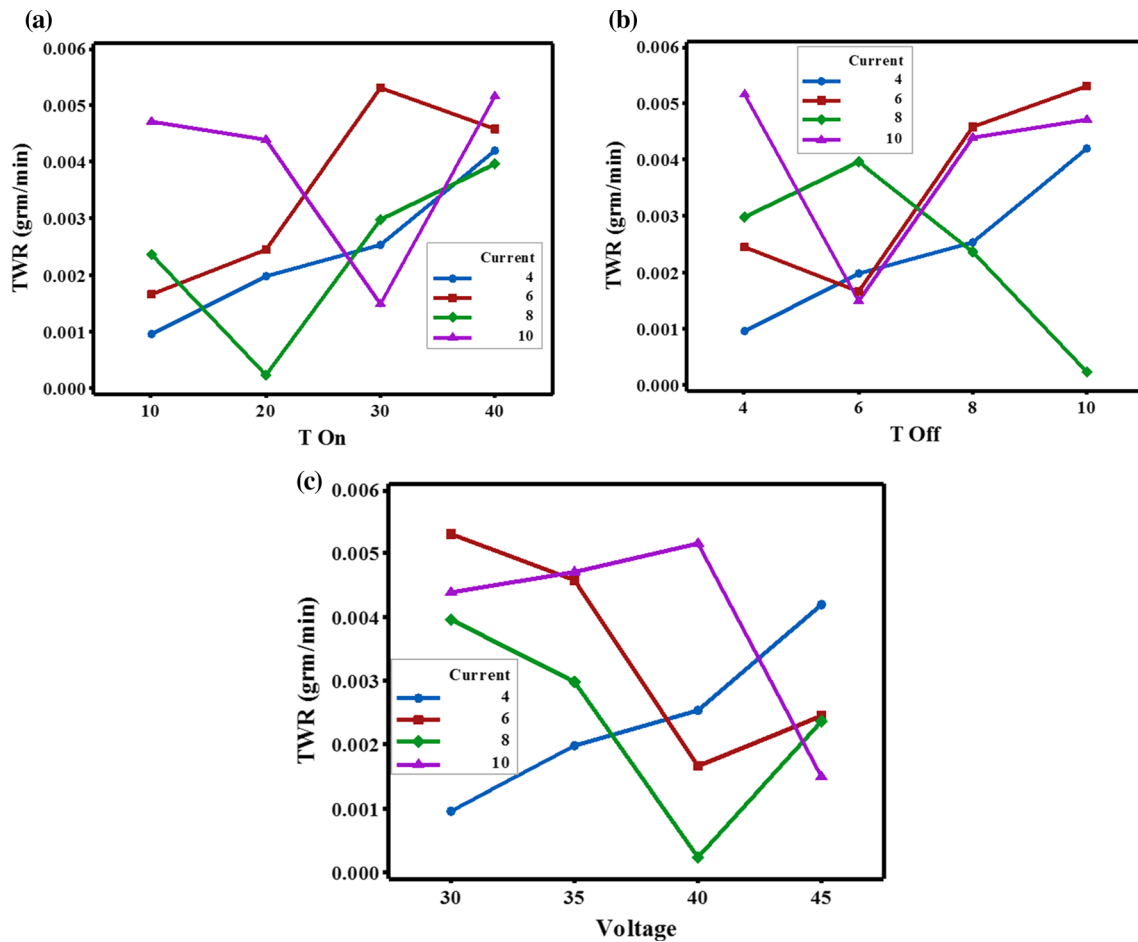 (a)
0.006
0.005
0.004
0.003
0.002
0.001
0.000
TWR (grm/min)
Current
4
6
8
10
10 20 30 40
T On
(b)
0.006
0.005
0.004
0.003
0.002
0.001
0.000
TWR (grm/min)
Current
4
6
8
10
4 6 8 10
T Off
(c)
0.006
0.005
0.004
0.003
0.002
0.001
0.000
TWR (grm/min)
Current
4
6
8
10
30 35 40 45
Voltage